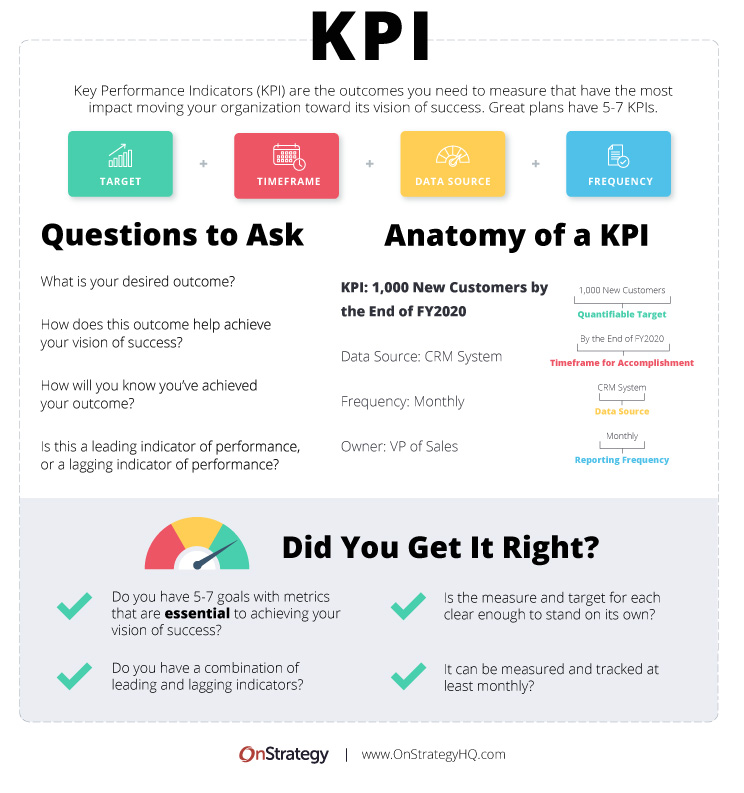 KPI
Key Performance Indicators (KPI) are the outcomes you need to measure that have the most
impact moving your organization toward its vision of success. Great plans have 5-7 KPIs.
TARGET
+
TIMEFRAME
+
DATA SOURCE
+
FREQUENCY
Questions to Ask
What is your desired outcome?
How does this outcome help achieve
your vision of success?
How will you know you've achieved
your outcome?
Is this a leading indicator of performance,
or a lagging indicator of performance?
Anatomy of a KPI
KPI: 1,000 New Customers by
the End of FY2020
Data Source: CRM System
Frequency: Monthly
Owner: VP of Sales
1,000 New Customers
Quantifiable Target
By the End of FY2020
Timeframe for Accomplishment
CRM System
Data Source
Monthly
Reporting Frequency
Did You Get It Right?
Do you have 5-7 goals with metrics
that are essential to achieving your
vision of success?
Do you have a combination of
leading and lagging indicators?
Is the measure and target for each
clear enough to stand on its own?
It can be measured and tracked at
least monthly?
OnStrategy | www.OnStrategyHQ.com